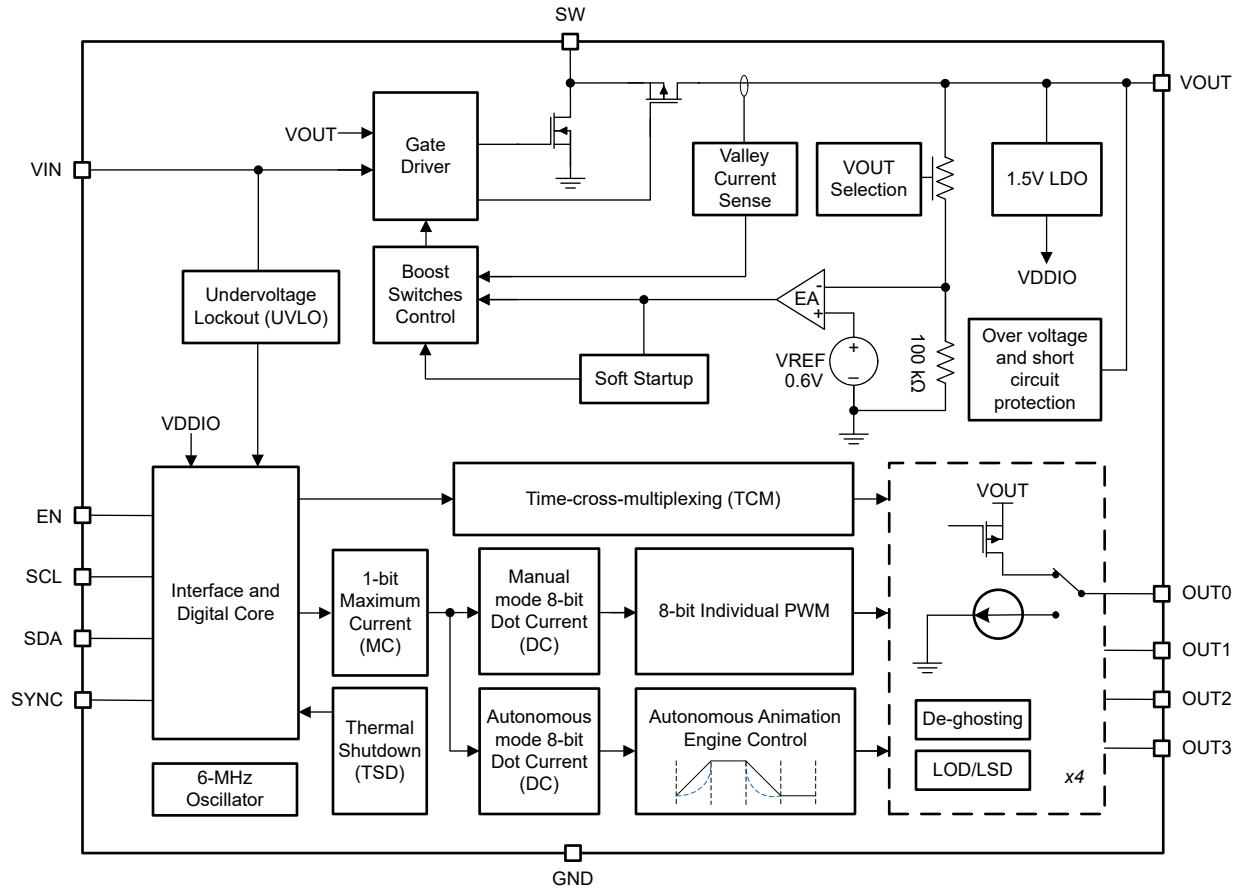 SW
VOUT
VIN
VOUT
Gate
Driver
Valley
Current
Sense
VOUT
Selection
1.5V LDO
VDDIO
Undervoltage
Lockout (UVLO)
Boost
Switches
Control
EA
-
+
Soft Startup
VREF
0.6V
+
–
100 kΩ
Over voltage
and short
circuit
protection
VDDIO
EN
SCL
SDA
SYNC
Interface and
Digital Core
Time-cross-multiplexing (TCM)
1-bit
Maximum
Current
(MC)
Manual
mode 8-bit
Dot Current
(DC)
8-bit Individual PWM
Thermal
Shutdown
(TSD)
Autonomous
mode 8-bit
Dot Current
(DC)
Autonomous Animation
Engine Control
6-MHz
Oscillator
VOUT
De-ghosting
LOD/LSD
x4
OUT0
OUT1
OUT2
OUT3
GND